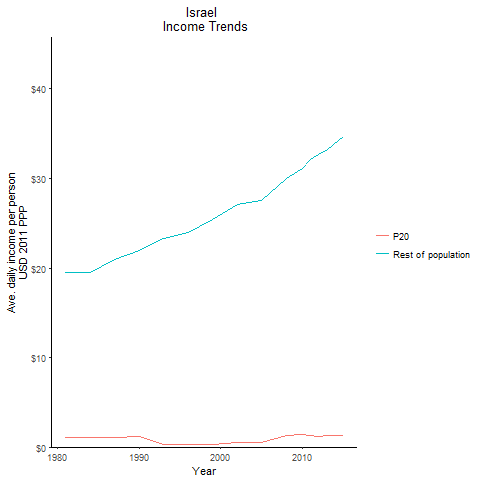 Israel
Income Trends
$40
$30
$20
$10
$0
Ave. daily income per person
USD 2011 PPP
1980
1990
2000
2010
Year
P20
Rest of population